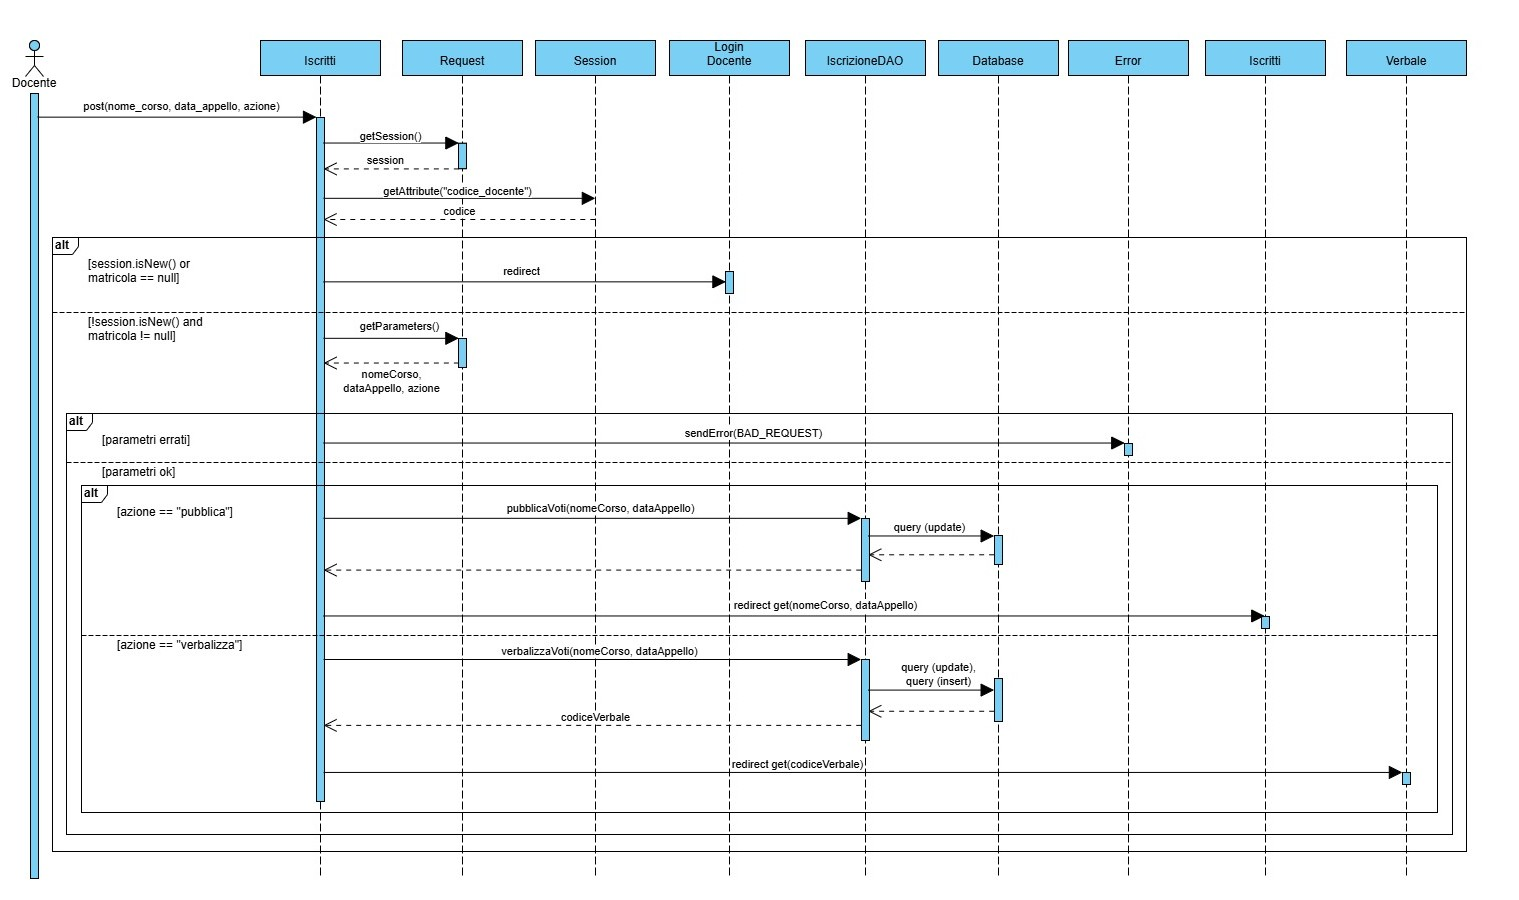 Docente
Iscritti
Request
Session
Login
Docente
IscrizioneDAO
Database
Error
Iscritti
Verbale
post(nome_corso, data_appello, azione)
getSession()
session
getAttribute("codice_docente")
codice
alt
[session.isNew() or
matricola == null]
redirect
[!session.isNew() and
matricola != null]
getParameters()
nomeCorso,
dataAppello, azione
alt
[parametri errati]
sendError(BAD_REQUEST)
[parametri ok]
alt
[azione == "pubblica"]
pubblicaVoti(nomeCorso, dataAppello)
query (update)
redirect get(nomeCorso, dataAppello)
[azione == "verbalizza"]
verbalizzaVoti(nomeCorso, dataAppello)
query (update),
query (insert)
codiceVerbale
redirect get(codiceVerbale)